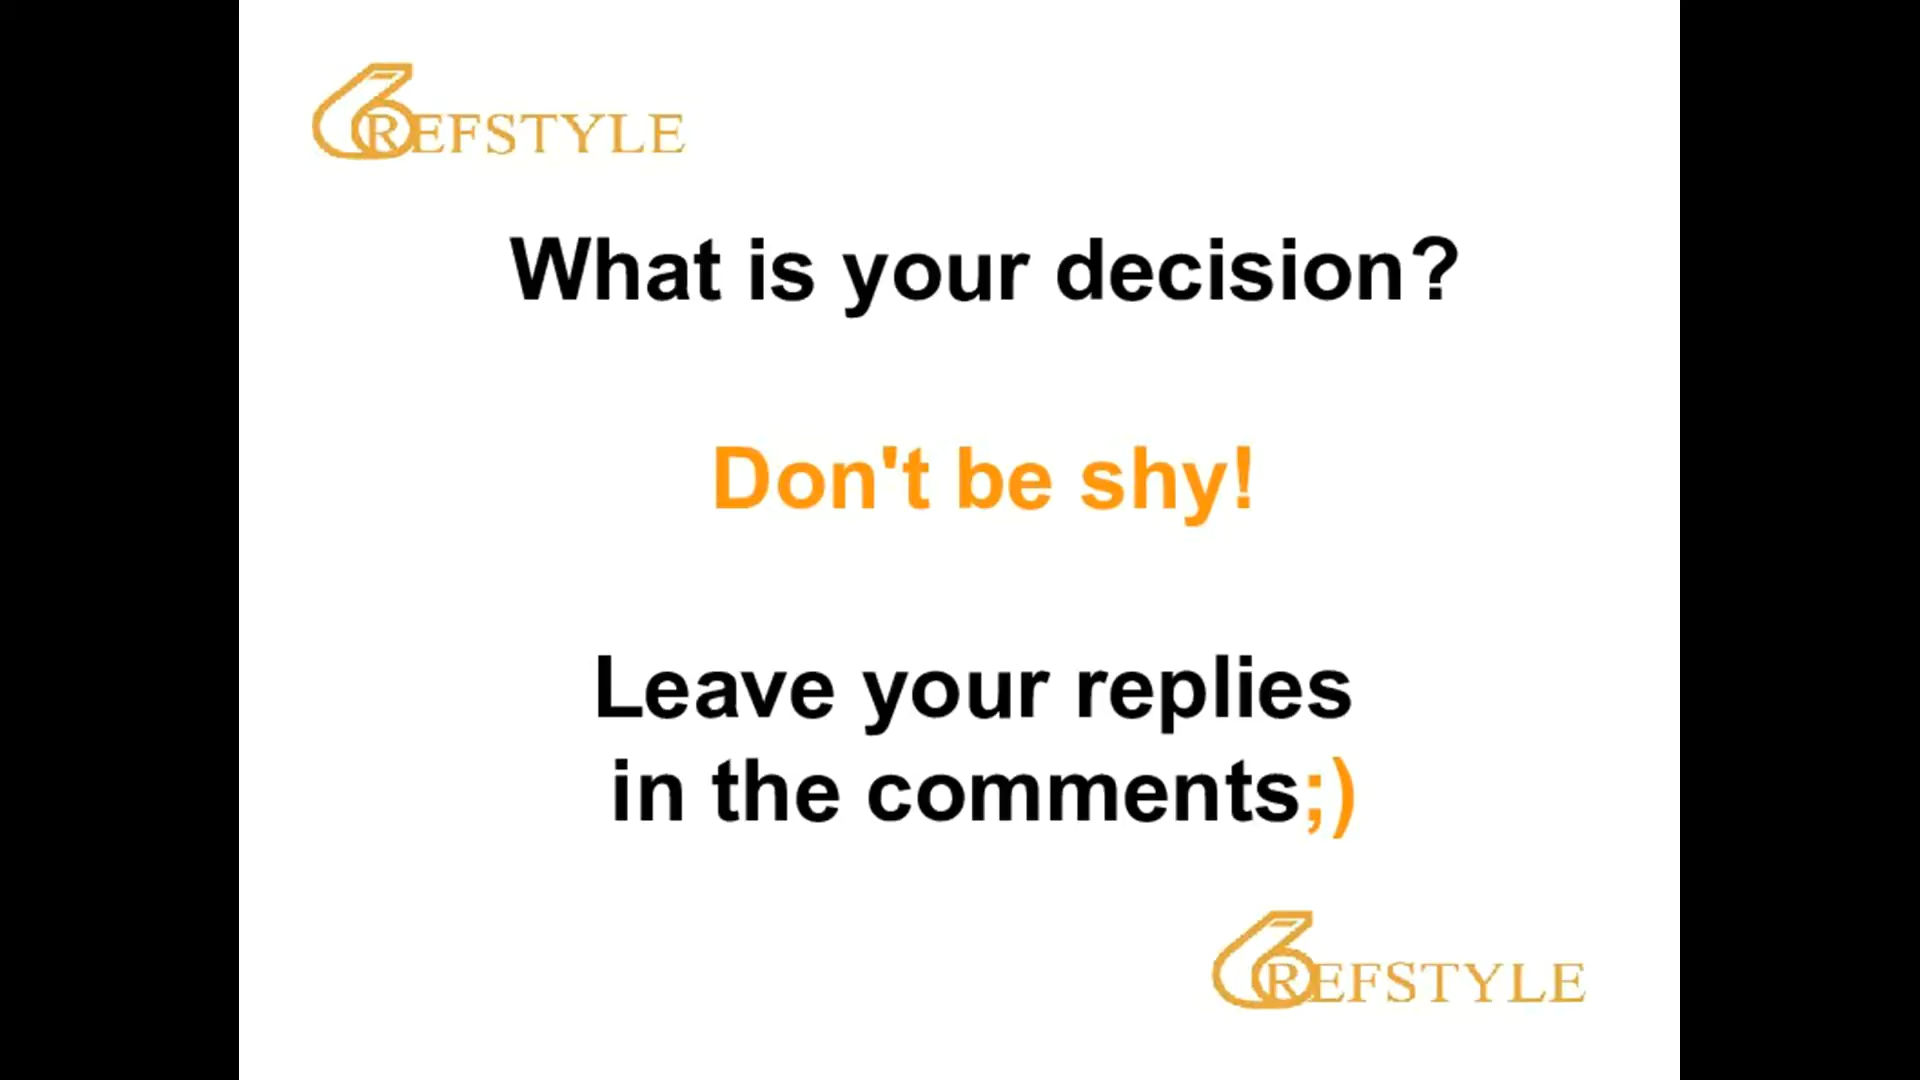 REFSTYLE
What is your decision?
Don't be shy!
Leave your replies
in the comments;)
REFSTYLE